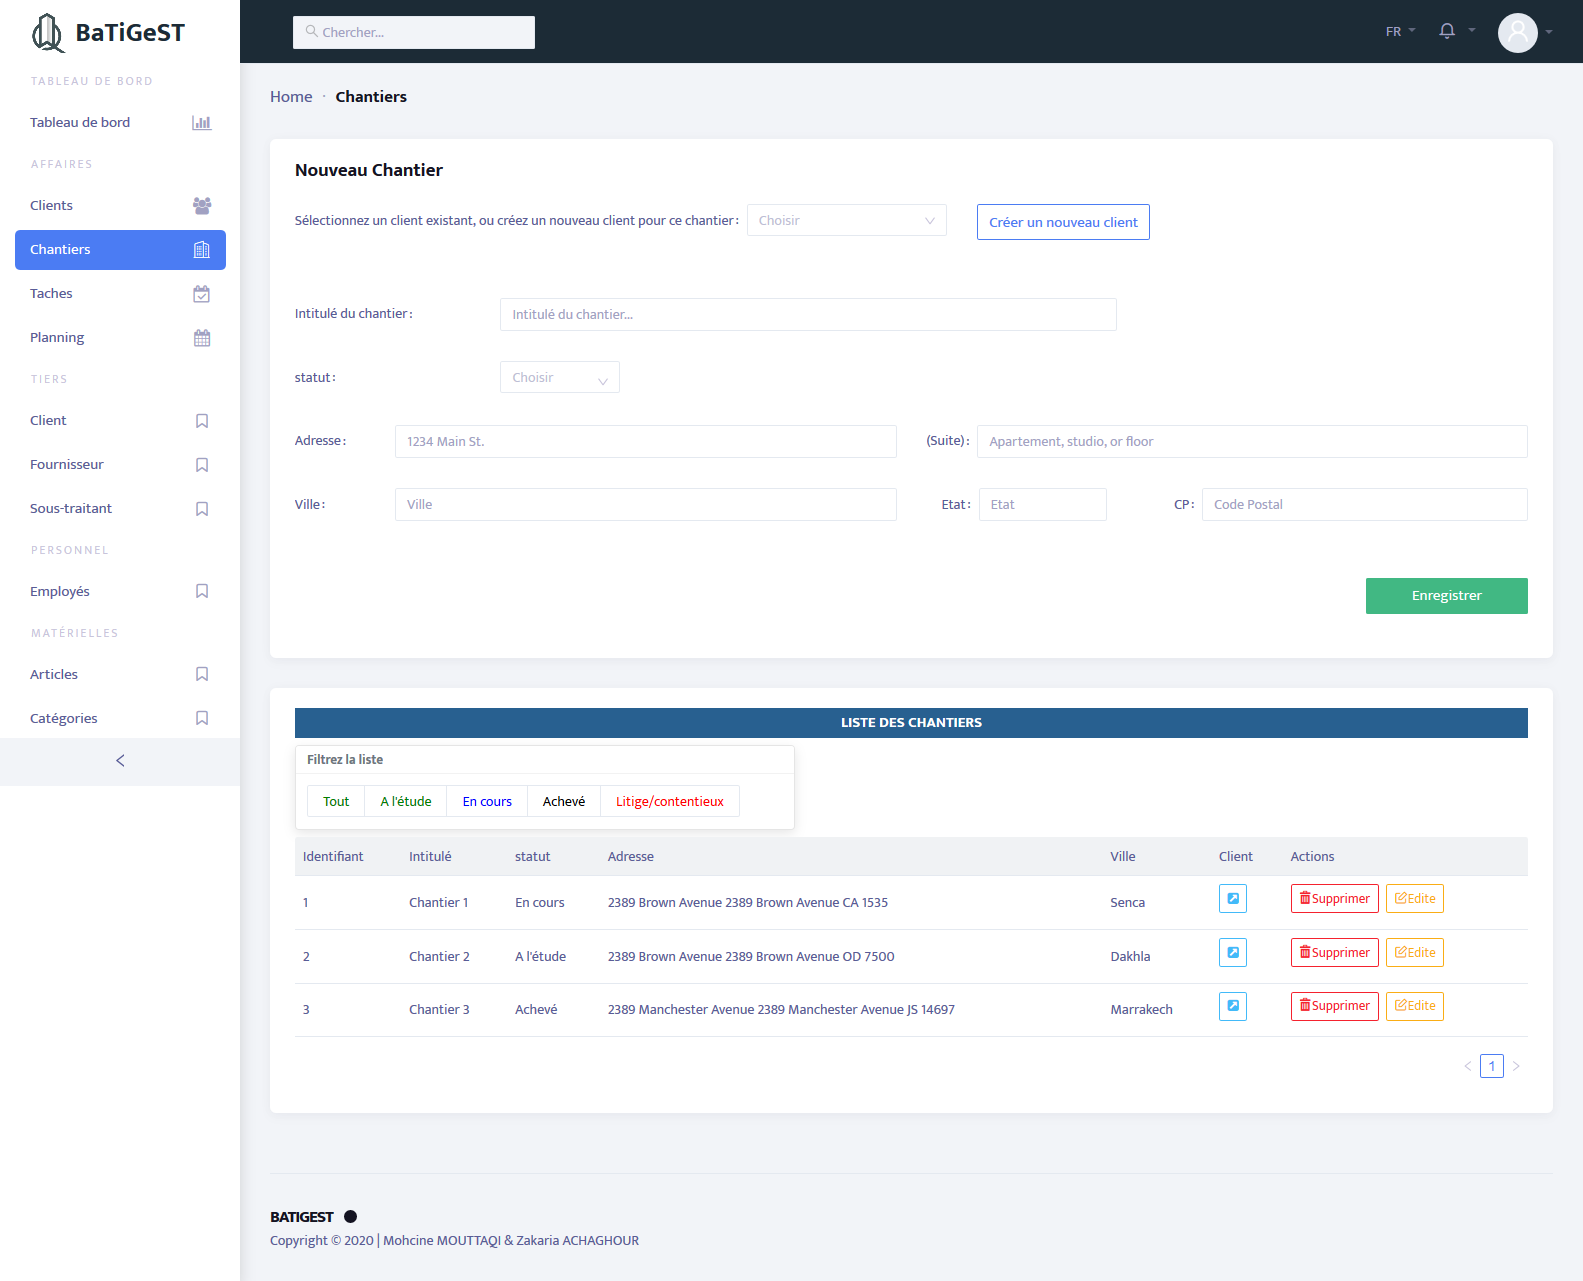 BaTiGeST
Chercher...
FR
TABLEAU DE BORD
Tableau de bord
AFFAIRES
Clients
Chantiers
Taches
Planning
TIERS
Client
Fournisseur
Sous-traitant
PERSONNEL
Employés
MATÉRIELLES
Articles
Catégories
Home · Chantiers
Nouveau Chantier
Sélectionnez un client existant, ou créez un nouveau client pour ce chantier : Choisir Créer un nouveau client
Intitulé du chantier : Intitulé du chantier...
statut : Choisir
Adresse : 1234 Main St. (Suite) : Apartement, studio, or floor
Ville : Ville Etat : Etat CP : Code Postal
Enregistrer
LISTE DES CHANTIERS
Filtrez la liste
Tout A l'étude En cours Achevé Litige/contentieux
Identifiant Intitulé statut Adresse Ville Client Actions
1 Chantier 1 En cours 2389 Brown Avenue 2389 Brown Avenue CA 1535 Senca Supprimer Edite
2 Chantier 2 A l'étude 2389 Brown Avenue 2389 Brown Avenue OD 7500 Dakhla Supprimer Edite
3 Chantier 3 Achevé 2389 Manchester Avenue 2389 Manchester Avenue JS 14697 Marrakech Supprimer Edite
< 1 >
BATIGEST
Copyright © 2020 | Mohcine MOUTTAQI & Zakaria ACHAGHOUR